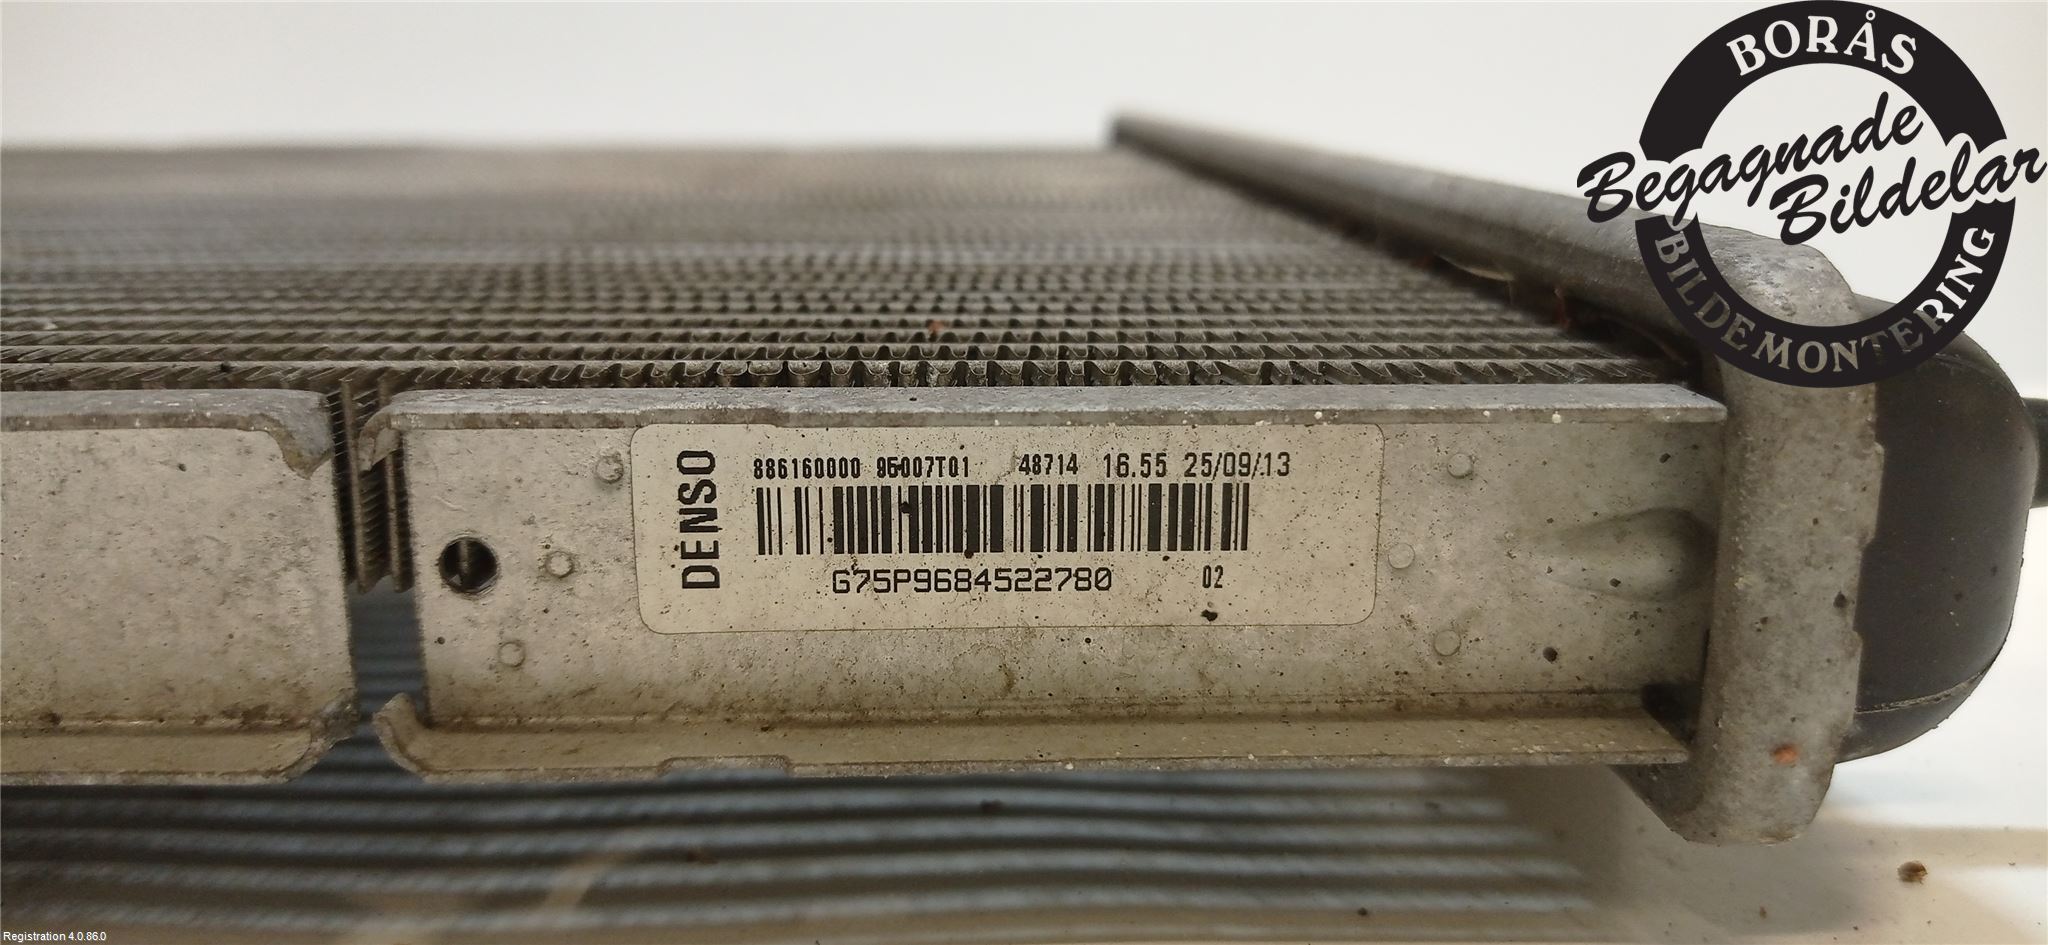 BORÅS
Begagnade
Bildelar
BILDEMONTERING
DENSO
886160000 95007T01 48714 16.55 25/09/13
G75P9684522780 02
Registration 4.0.86.0